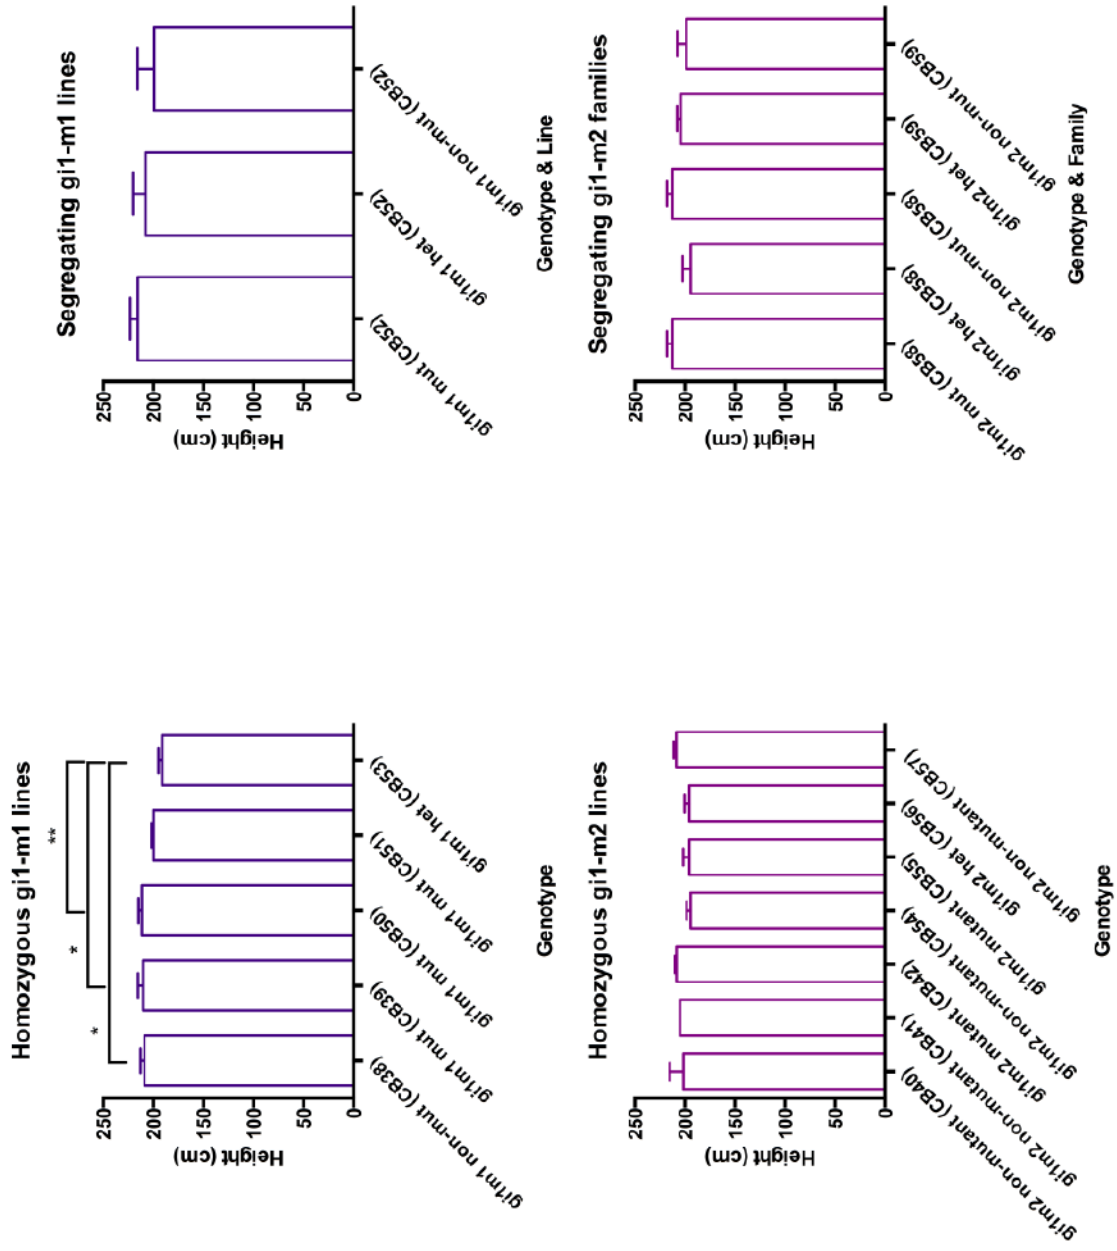 Homozygous gi1-m1 lines
**
*
*
Height (cm)
250
200
150
100
50
0
gi1m1 non-mut (CB38)
gi1m1 mut (CB39)
gi1m1 mut (CB50)
gi1m1 mut (CB51)
gi1m1 het (CB53)
Genotype
Segregating gi1-m1 lines
Height (cm)
250
200
150
100
50
0
gi1m1 mut (CB52)
gi1m1 het (CB52)
gi1m1 non-mut (CB52)
Genotype & Line
Homozygous gi1-m2 lines
Height (cm)
250
200
150
100
50
0
gi1m2 non-mutant (CB40)
gi1m2 non-mutant (CB41)
gi1m2 mutant (CB42)
gi1m2 non-mutant (CB54)
gi1m2 mutant (CB55)
gi1m2 het (CB56)
gi1m2 non-mutant (CB57)
Genotype
Segregating gi1-m2 families
Height (cm)
250
200
150
100
50
0
gi1m2 mut (CB58)
gi1m2 het (CB58)
gi1m2 non-mut (CB58)
gi1m2 het (CB59)
gi1m2 non-mut (CB59)
Genotype & Family